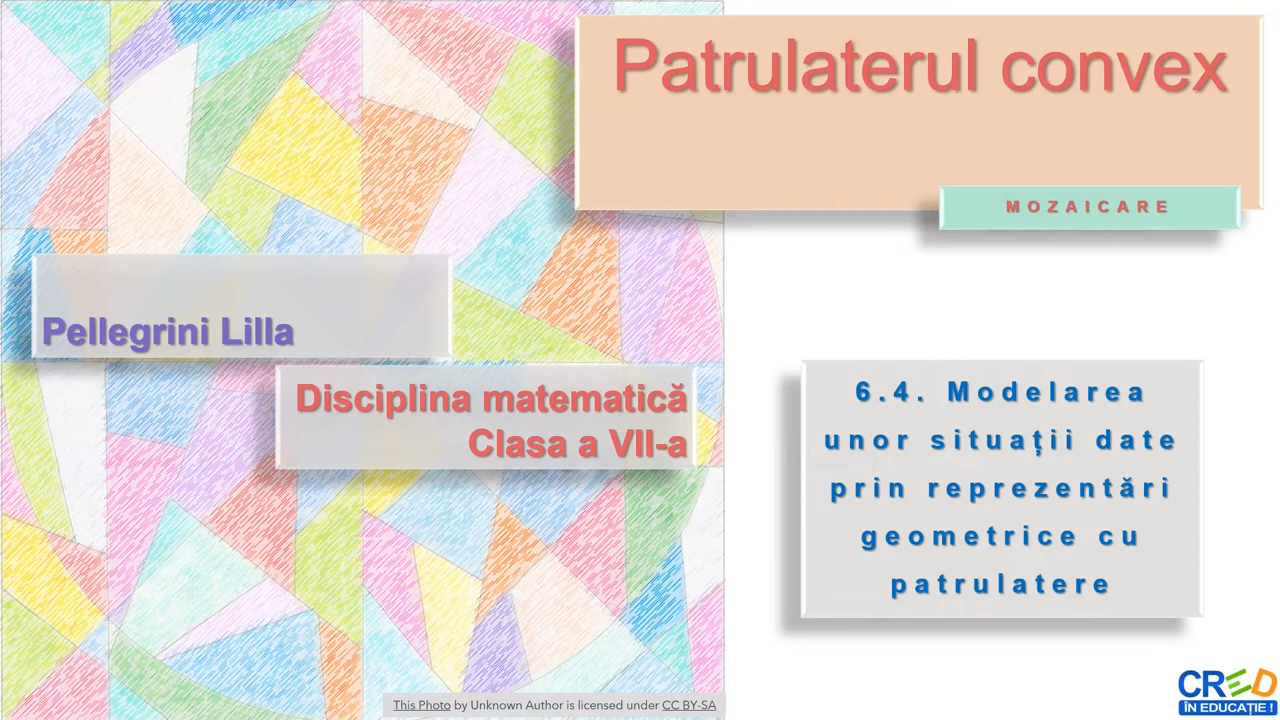 Patrulaterul convex
MOZAICARE
Pellegrini Lilla
Disciplina matematică
Clasa a VII-a
6.4. Modelarea
unor situații date
prin reprezentări
geometrice cu
patrulatere
This Photo by Unknown Author is licensed under CC BY-SA
CRED
ÎN EDUCAȚIE !